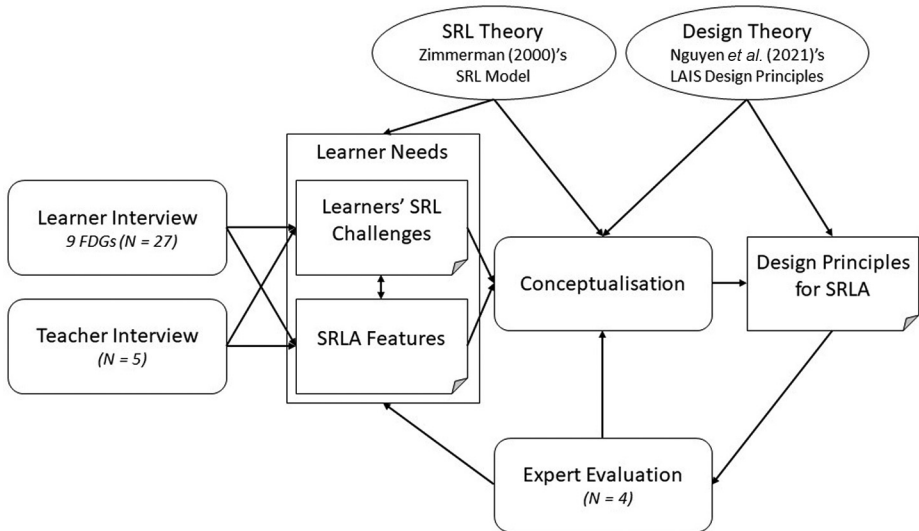 SRL Theory
Zimmerman (2000)'s
SRL Model
Design Theory
Nguyen et al. (2021)'s
LAIS Design Principles
Learner Needs
Learner Interview
9 FDGs (N = 27)
Learners' SRL
Challenges
Conceptualisation
Design Principles
for SRLA
Teacher Interview
(N = 5)
SRLA Features
Expert Evaluation
(N = 4)